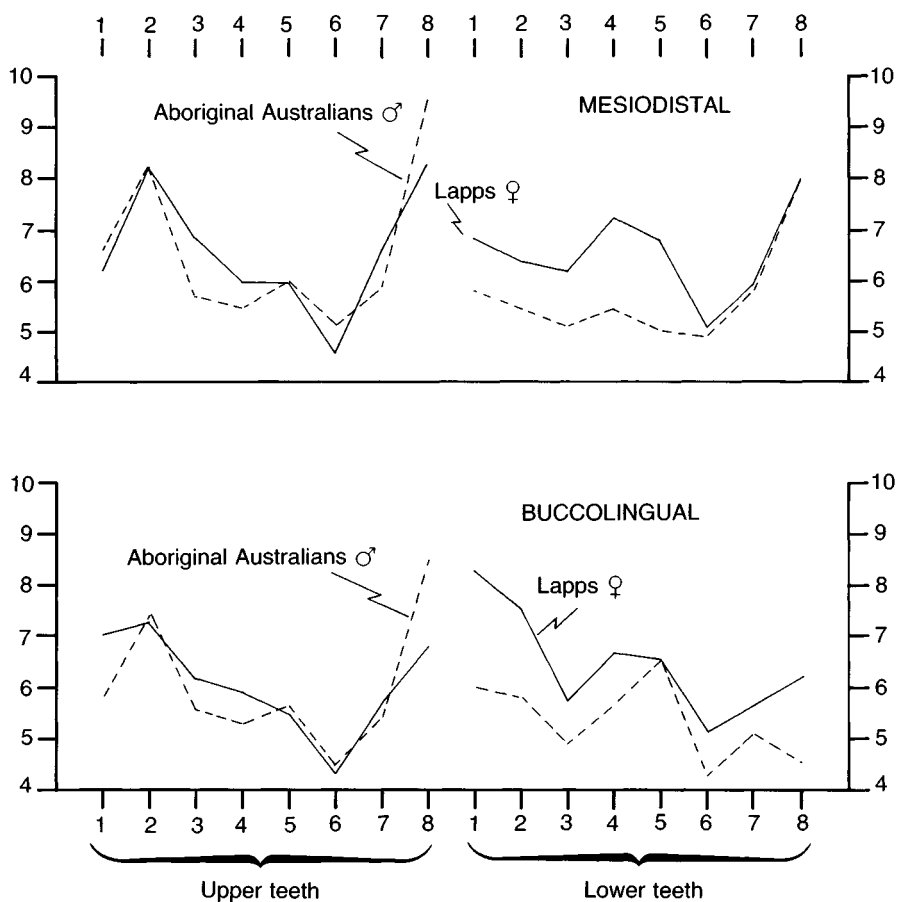 1 2 3 4 5 6 7 8 1 2 3 4 5 6 7 8
10 10
Aboriginal Australians ♂ MESIODISTAL
9 9
8 8
Lapps ♀
7 7
6 6
5 5
4 4
10 10
BUCCOLINGUAL
9 9
Aboriginal Australians ♂
8 Lapps ♀ 8
7 7
6 6
5 5
4 4
1 2 3 4 5 6 7 8 1 2 3 4 5 6 7 8
Upper teeth Lower teeth